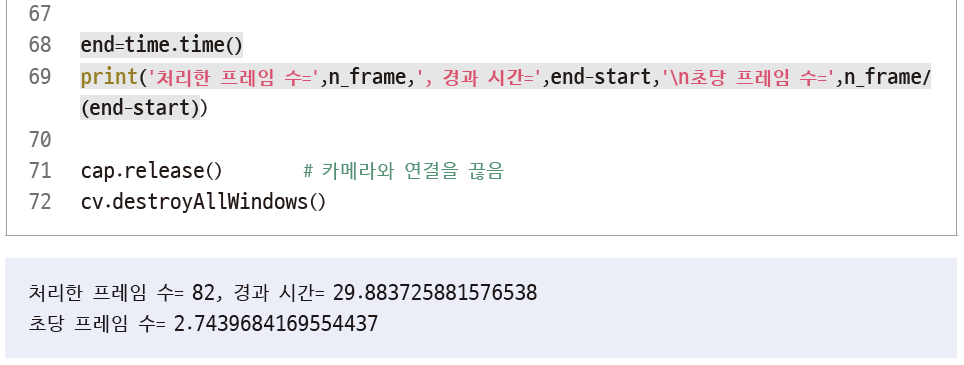 67
68 end=time.time()
69 print('처리한 프레임 수=',n_frame,', 경과 시간=',end-start,'\n초당 프레임 수=',n_frame/
(end-start))
70
71 cap.release() # 카메라와 연결을 끊음
72 cv.destroyAllWindows()
처리한 프레임 수= 82, 경과 시간= 29.883725881576538
초당 프레임 수= 2.7439684169554437